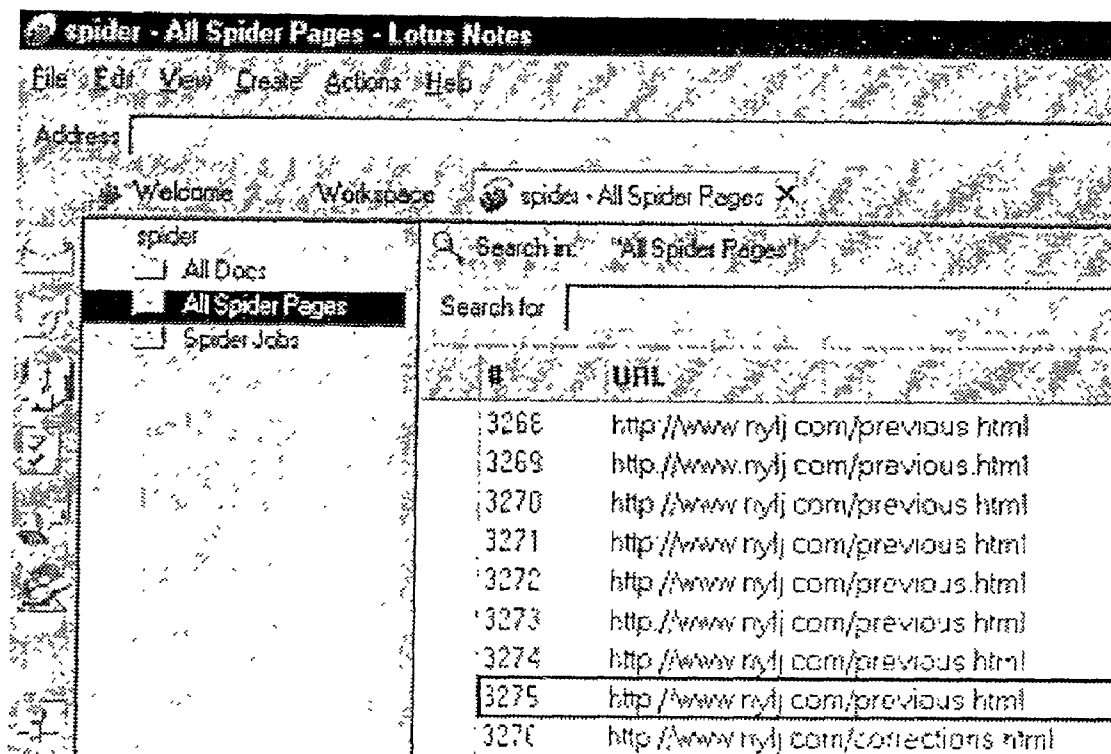 spider - All Spider Pages - Lotus Notes
File Edit View Create Actions Help
Address
Welcome Workspace spider - All Spider Pages X
spider
All Docs
All Spider Pages
Spider Jobs
Search in: "All Spider Pages"
Search for
# URL
3268 http://www.nylj.com/previous.html
3269 http://www.nylj.com/previous.html
3270 http://www.nylj.com/previous.html
3271 http://www.nylj.com/previous.html
3272 http://www.nylj.com/previous.html
3273 http://www.nylj.com/previous.html
3274 http://www.nylj.com/previous.html
3275 http://www.nylj.com/previous.html
3276 http://www.nylj.com/corrections.html